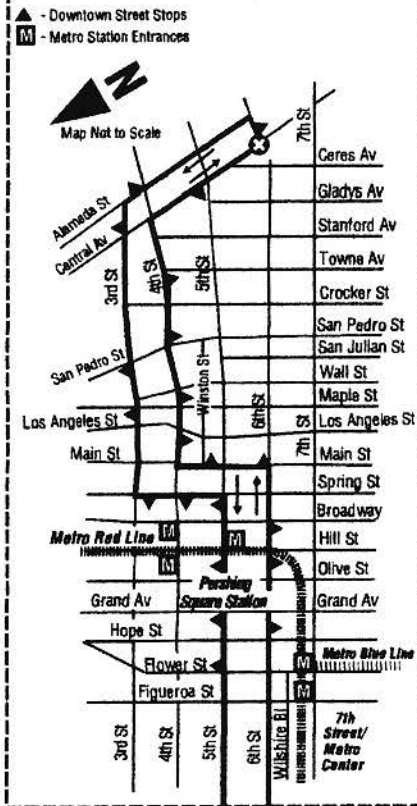 ▲ - Downtown Street Stops
M - Metro Station Entrances
N
Map Not to Scale
7th St
Ceres Av
Gladys Av
Alameda St
Stanford Av
Central Av
Towne Av
3rd St
4th St
5th St
Crocker St
San Pedro St
San Julian St
San Pedro St
Winston St
Wall St
Maple St
6th St
7th St
Los Angeles St
Los Angeles St
Main St
Main St
Spring St
Broadway
Metro Red Line
M
M
Hill St
M
Olive St
Pershing
Square Station
Grand Av
Grand Av
Hope St
Metro Blue Line
Flower St
M
Figueroa St
M
3rd St
4th St
5th St
6th St
Wilshire Bl
7th
Street/
Metro
Center